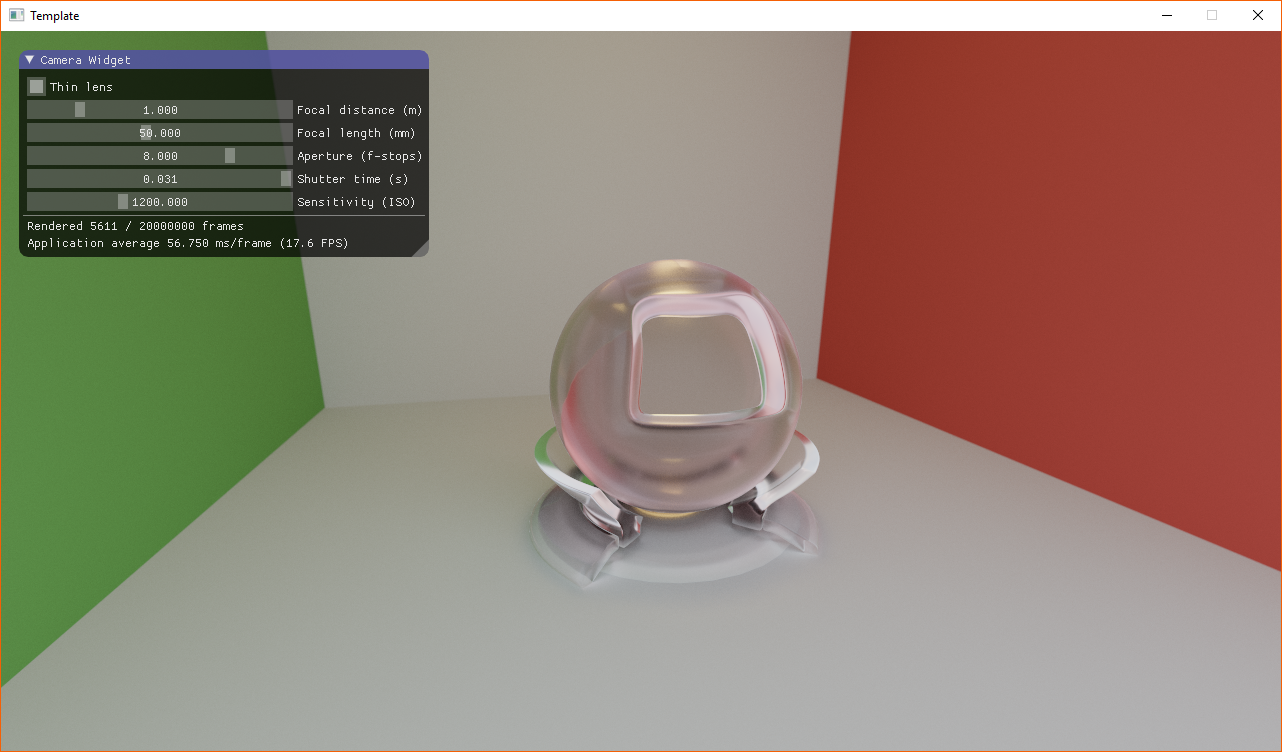 Template
Camera Widget
Thin lens
1.000 Focal distance (m)
50.000 Focal length (mm)
8.000 Aperture (f-stops)
0.031 Shutter time (s)
1200.000 Sensitivity (ISO)
Rendered 5611 / 20000000 frames
Application average 56.750 ms/frame (17.6 FPS)